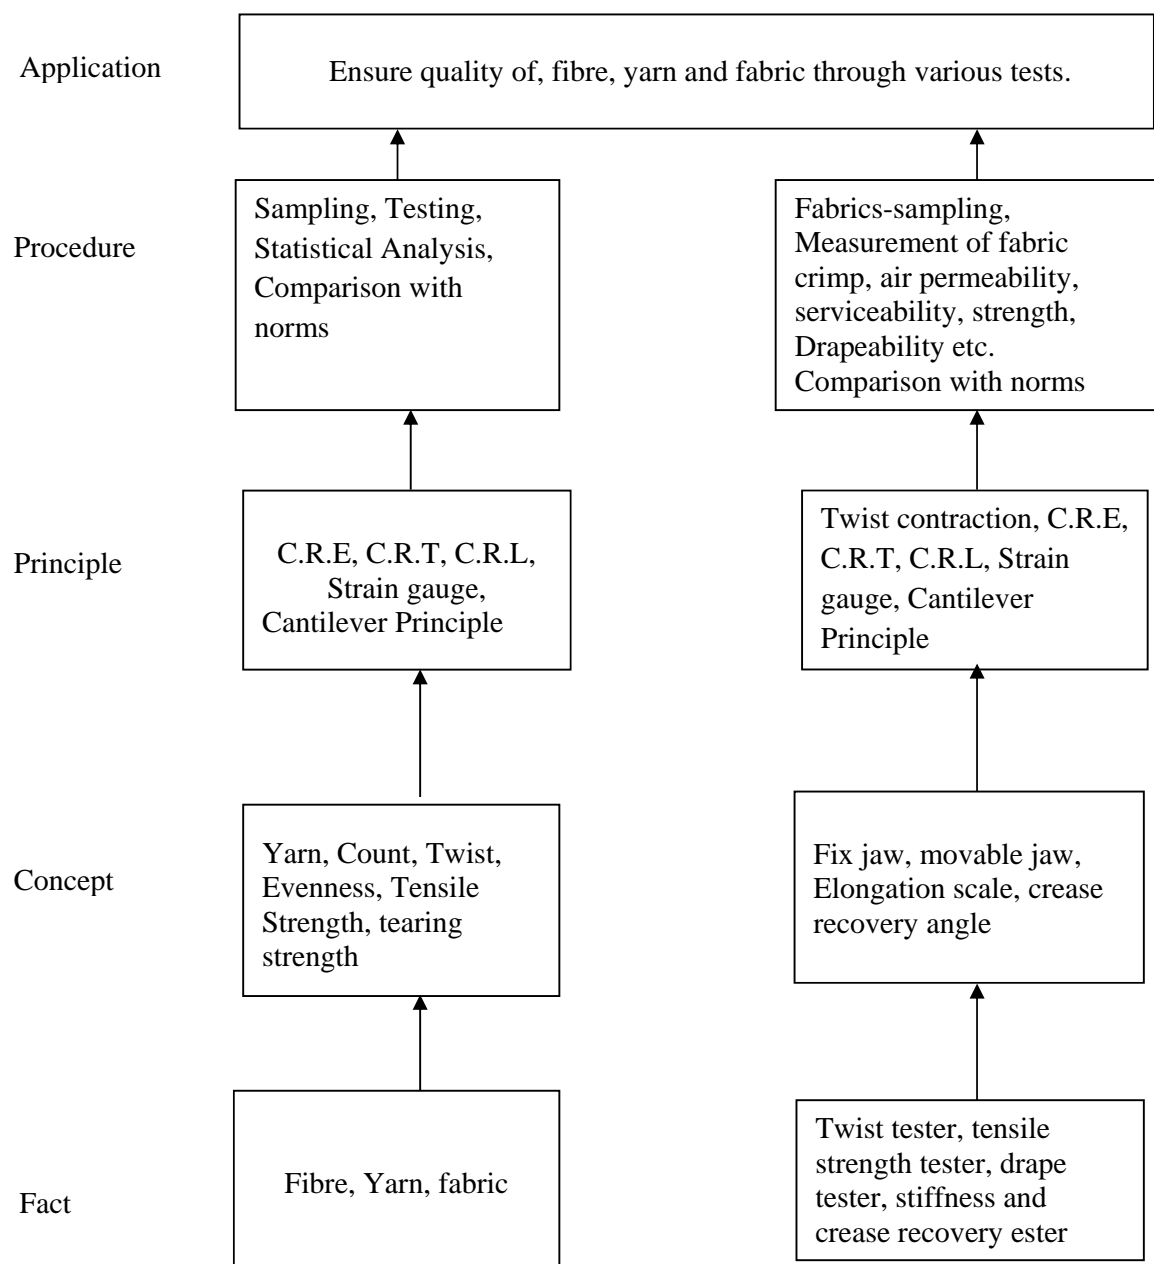 Application
Ensure quality of, fibre, yarn and fabric through various tests.
Procedure
Sampling, Testing,
Statistical Analysis,
Comparison with
norms
Fabrics-sampling,
Measurement of fabric
crimp, air permeability,
serviceability, strength,
Drapeability etc.
Comparison with norms
Principle
C.R.E, C.R.T, C.R.L,
Strain gauge,
Cantilever Principle
Twist contraction, C.R.E,
C.R.T, C.R.L, Strain
gauge, Cantilever
Principle
Concept
Yarn, Count, Twist,
Evenness, Tensile
Strength, tearing
strength
Fix jaw, movable jaw,
Elongation scale, crease
recovery angle
Fact
Fibre, Yarn, fabric
Twist tester, tensile
strength tester, drape
tester, stiffness and
crease recovery ester